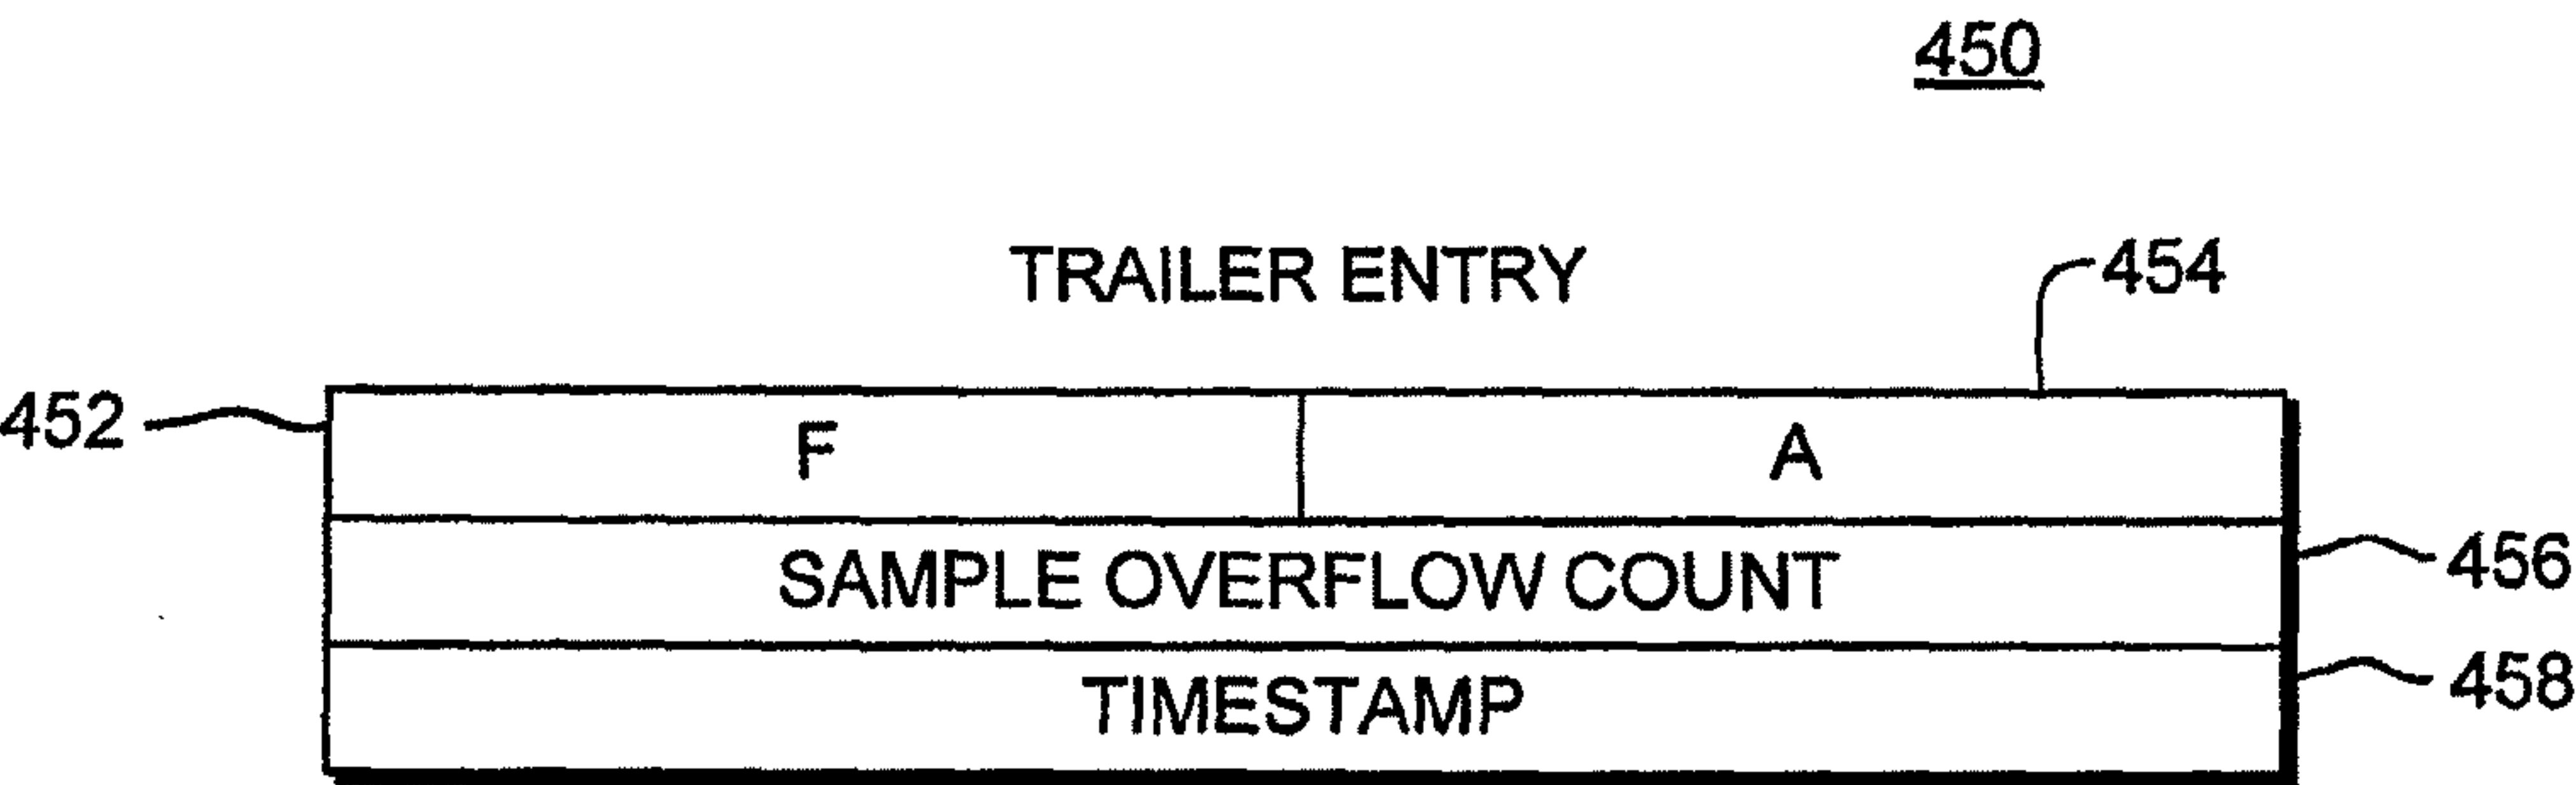 450
TRAILER ENTRY
454
452
F
A
SAMPLE OVERFLOW COUNT
456
TIMESTAMP
458